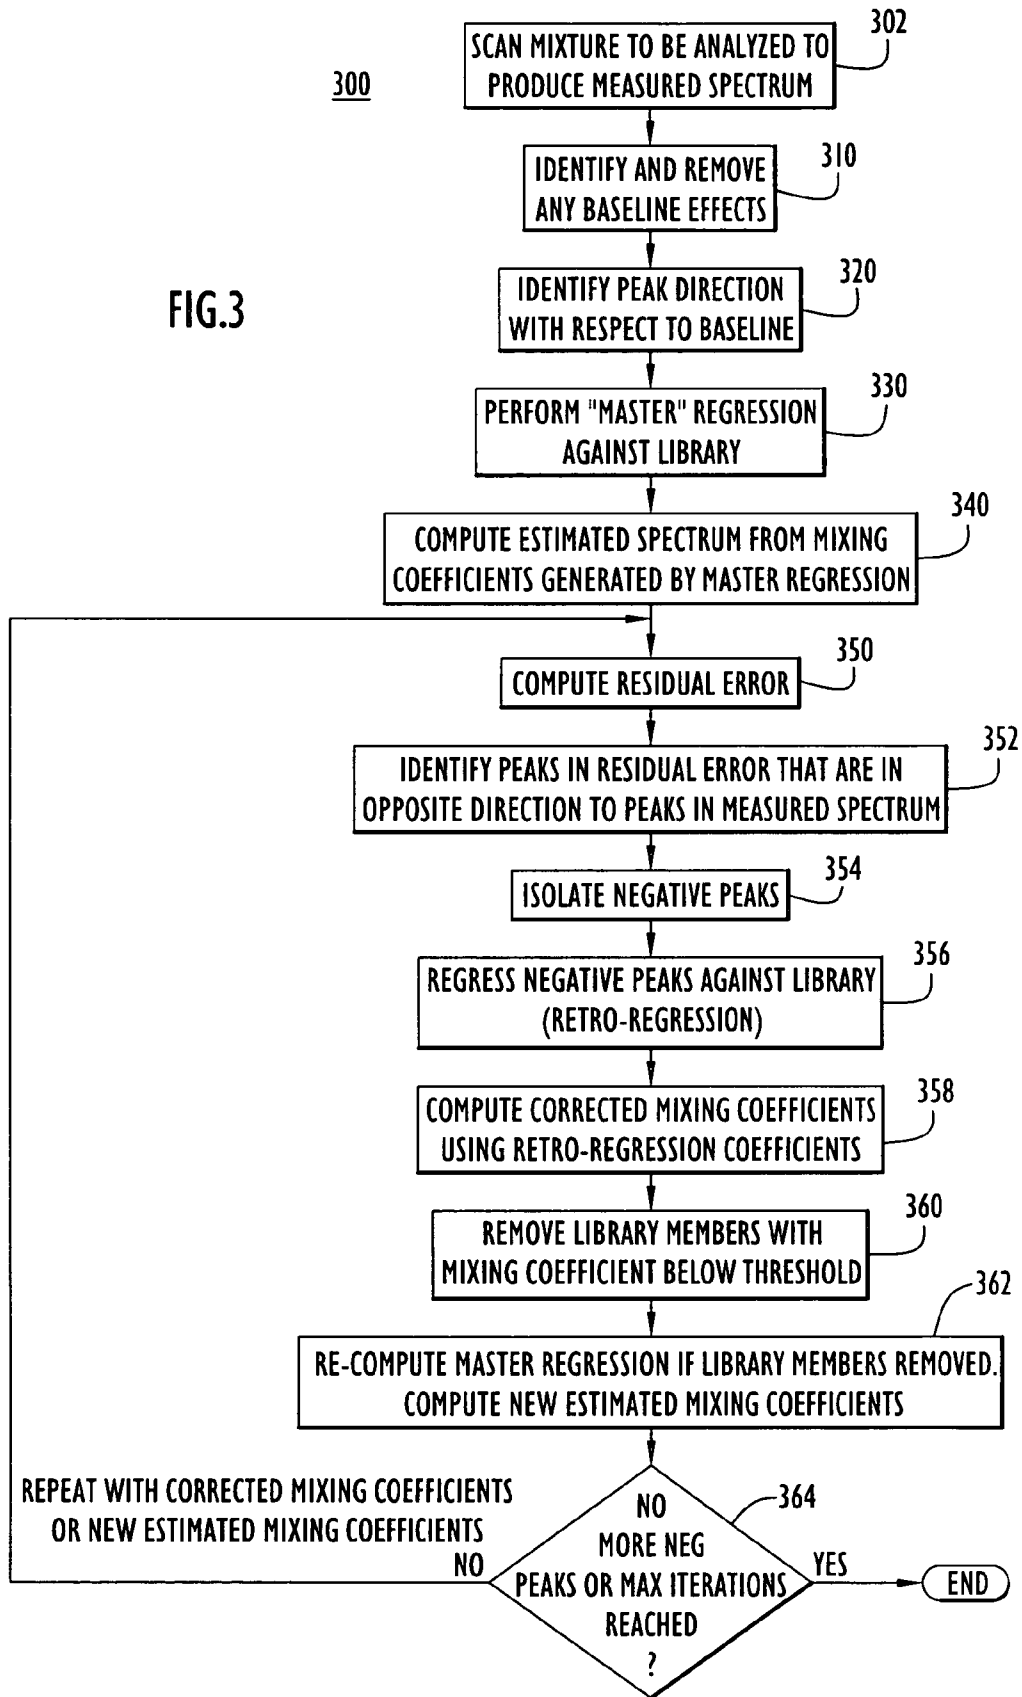 300
FIG.3
302
SCAN MIXTURE TO BE ANALYZED TO
PRODUCE MEASURED SPECTRUM
310
IDENTIFY AND REMOVE
ANY BASELINE EFFECTS
320
IDENTIFY PEAK DIRECTION
WITH RESPECT TO BASELINE
330
PERFORM "MASTER" REGRESSION
AGAINST LIBRARY
340
COMPUTE ESTIMATED SPECTRUM FROM MIXING
COEFFICIENTS GENERATED BY MASTER REGRESSION
350
COMPUTE RESIDUAL ERROR
352
IDENTIFY PEAKS IN RESIDUAL ERROR THAT ARE IN
OPPOSITE DIRECTION TO PEAKS IN MEASURED SPECTRUM
354
ISOLATE NEGATIVE PEAKS
356
REGRESS NEGATIVE PEAKS AGAINST LIBRARY
(RETRO-REGRESSION)
358
COMPUTE CORRECTED MIXING COEFFICIENTS
USING RETRO-REGRESSION COEFFICIENTS
360
REMOVE LIBRARY MEMBERS WITH
MIXING COEFFICIENT BELOW THRESHOLD
362
RE-COMPUTE MASTER REGRESSION IF LIBRARY MEMBERS REMOVED.
COMPUTE NEW ESTIMATED MIXING COEFFICIENTS
REPEAT WITH CORRECTED MIXING COEFFICIENTS
OR NEW ESTIMATED MIXING COEFFICIENTS
NO
364
NO
MORE NEG
PEAKS OR MAX ITERATIONS
REACHED
?
YES
END